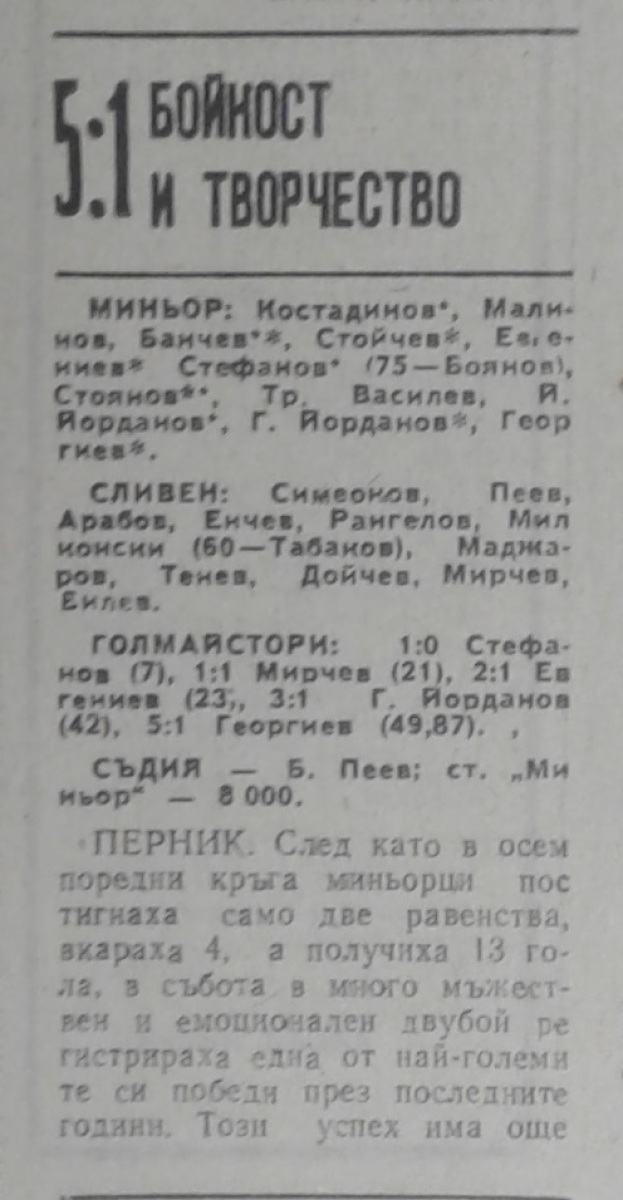 5:1 БОЙНОСТ
И ТВОРЧЕСТВО
МИНЬОР: Костадинов*, Мали-
нов, Банчев**, Стойчев*, Евге-
ниев* Стефанов* (75—Боянов),
Стоянов**, Тр. Василев, Й.
Йорданов*, Г. Йорданов*, Геор
гиев*.
СЛИВЕН: Симеонов, Пеев,
Арабов, Енчев, Рангелов, Мил
консии (60—Табаков), Маджа-
ров, Тенев, Дойчев, Мирчев,
Еилев.
ГОЛМАЙСТОРИ: 1:0 Стефа-
нов (7), 1:1 Мирчев (21), 2:1 Ев
гениев (23,, 3:1 Г. Йорданов
(42), 5:1 Георгиев (49,87). ,
СЪДИЯ — Б. Пеев; ст. „Ми
ньор“ — 8 000.
ПЕРНИК. След като в осем
поредни кръга миньорци пос
тигнаха само две равенства,
вкараха 4, а получиха 13 го-
ла, в събота в много мъжест-
вен и емоционален двубой ре
гистрираха една от най-големи
те си победи през последните
години. Този успех има още